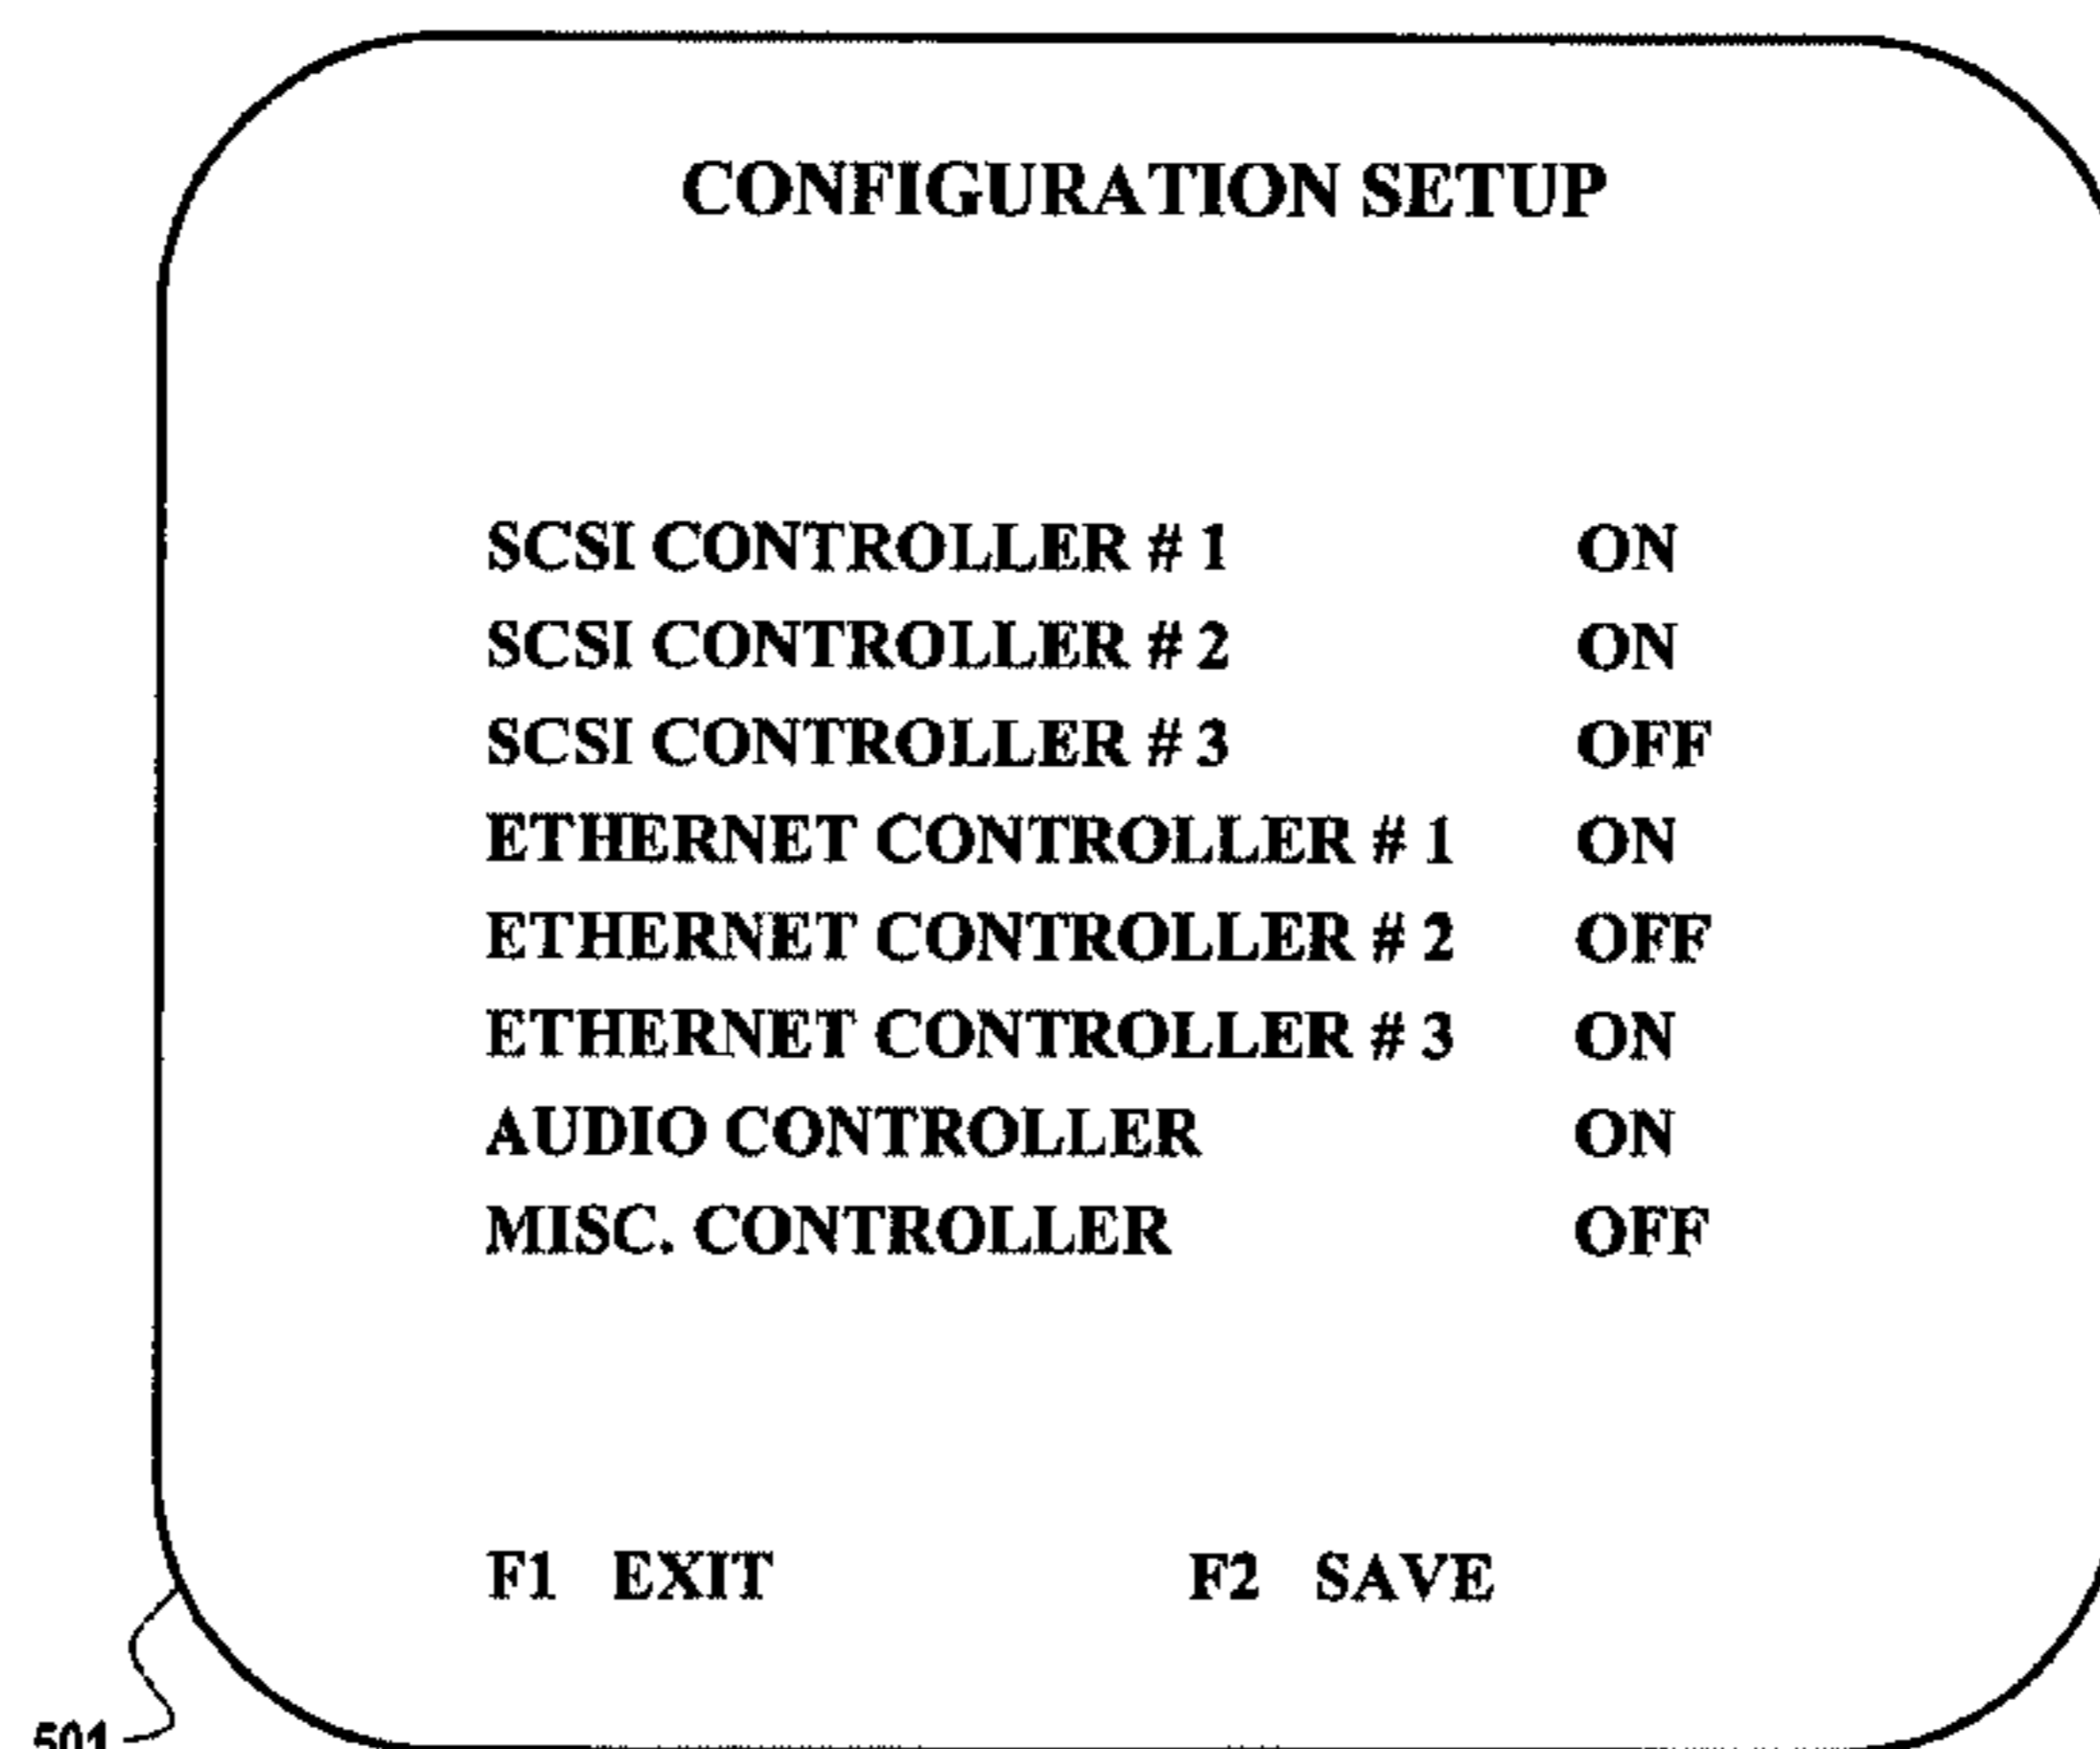 CONFIGURATION SETUP
SCSI CONTROLLER # 1 ON
SCSI CONTROLLER # 2 ON
SCSI CONTROLLER # 3 OFF
ETHERNET CONTROLLER # 1 ON
ETHERNET CONTROLLER # 2 OFF
ETHERNET CONTROLLER # 3 ON
AUDIO CONTROLLER ON
MISC. CONTROLLER OFF
F1 EXIT F2 SAVE
501